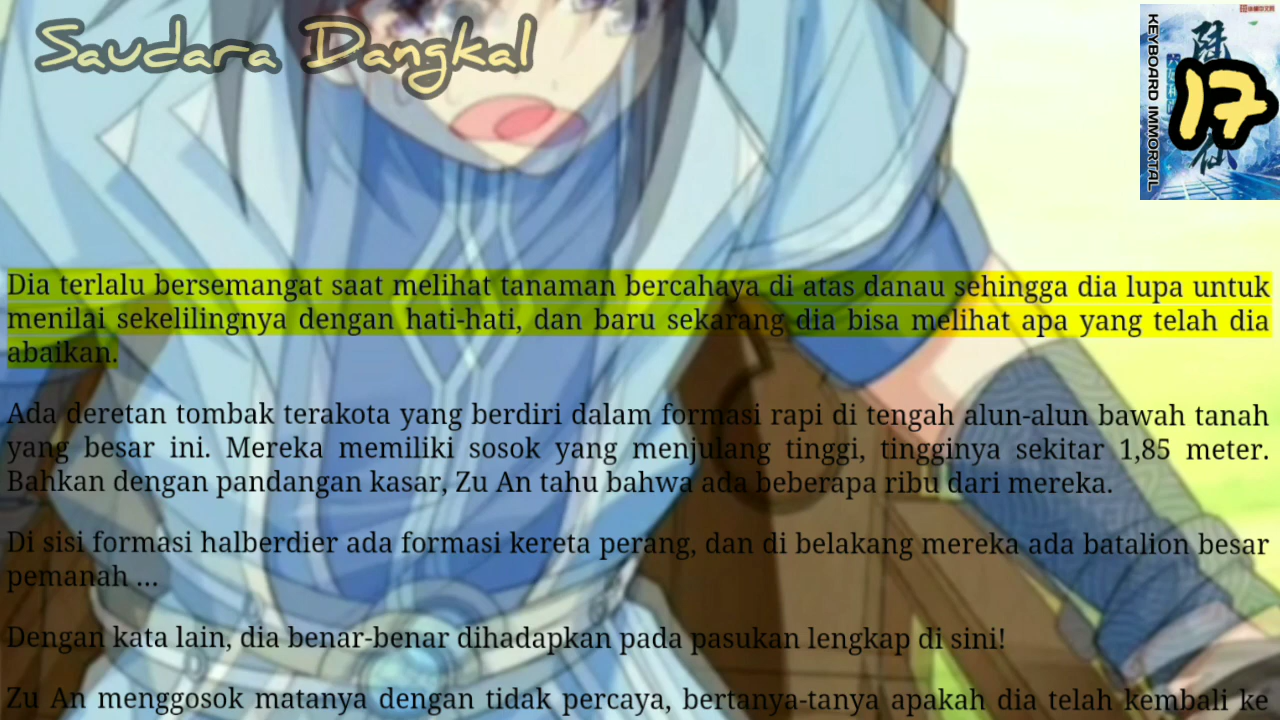 Saudara Dangkal
KEYBOARD IMMORTAL
17
Dia terlalu bersemangat saat melihat tanaman bercahaya di atas danau sehingga dia lupa untuk
menilai sekelilingnya dengan hati-hati, dan baru sekarang dia bisa melihat apa yang telah dia
abaikan.
Ada deretan tombak terakota yang berdiri dalam formasi rapi di tengah alun-alun bawah tanah
yang besar ini. Mereka memiliki sosok yang menjulang tinggi, tingginya sekitar 1,85 meter.
Bahkan dengan pandangan kasar, Zu An tahu bahwa ada beberapa ribu dari mereka.
Di sisi formasi halberdier ada formasi kereta perang, dan di belakang mereka ada batalion besar
pemanah ...
Dengan kata lain, dia benar-benar dihadapkan pada pasukan lengkap di sini!
Zu An menggosok matanya dengan tidak percaya, bertanya-tanya apakah dia telah kembali ke